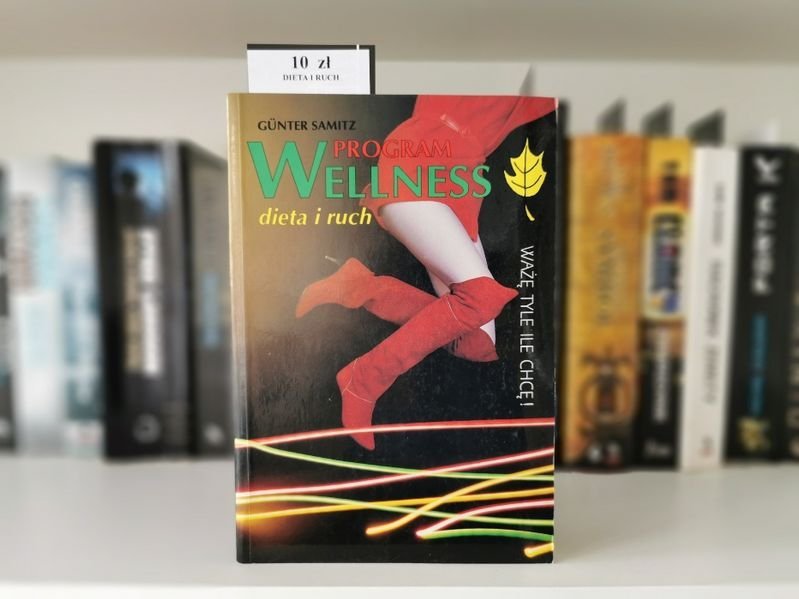 10 zł
DIETA I RUCH
GÜNTER SAMITZ
PROGRAM
WELLNESS
dieta i ruch
WAŻĘ TYLE ILE CHCĘ!